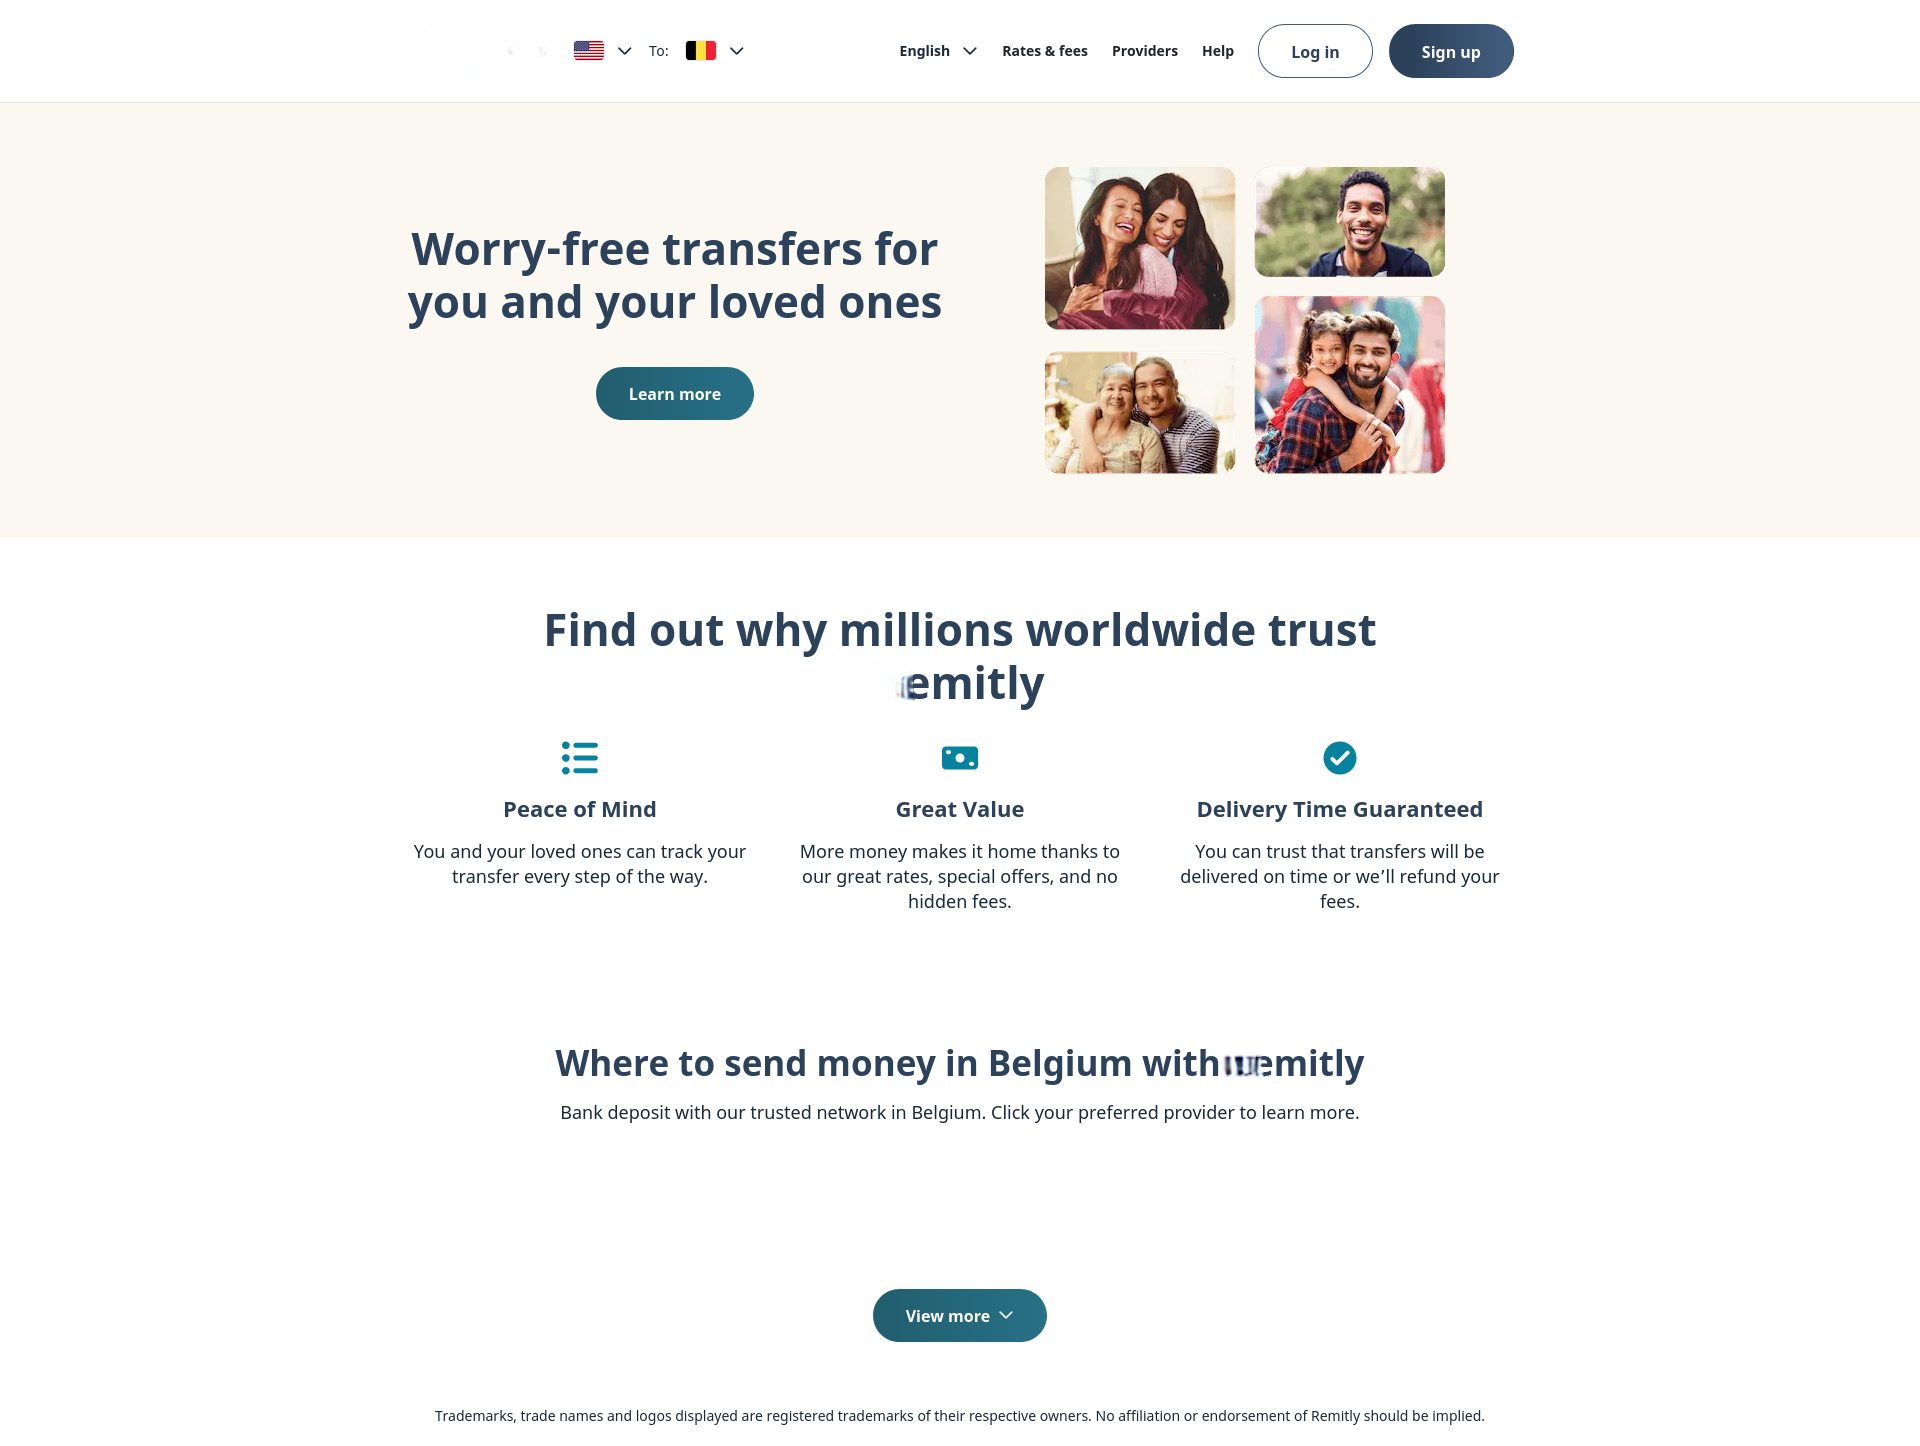 To:
English
Rates & fees
Providers
Help
Log in
Sign up
Worry-free transfers for
you and your loved ones
Learn more
Find out why millions worldwide trust
emitly
Peace of Mind
You and your loved ones can track your
transfer every step of the way.
Great Value
More money makes it home thanks to
our great rates, special offers, and no
hidden fees.
Delivery Time Guaranteed
You can trust that transfers will be
delivered on time or we’ll refund your
fees.
Where to send money in Belgium with emitly
Bank deposit with our trusted network in Belgium. Click your preferred provider to learn more.
View more
Trademarks, trade names and logos displayed are registered trademarks of their respective owners. No affiliation or endorsement of Remitly should be implied.